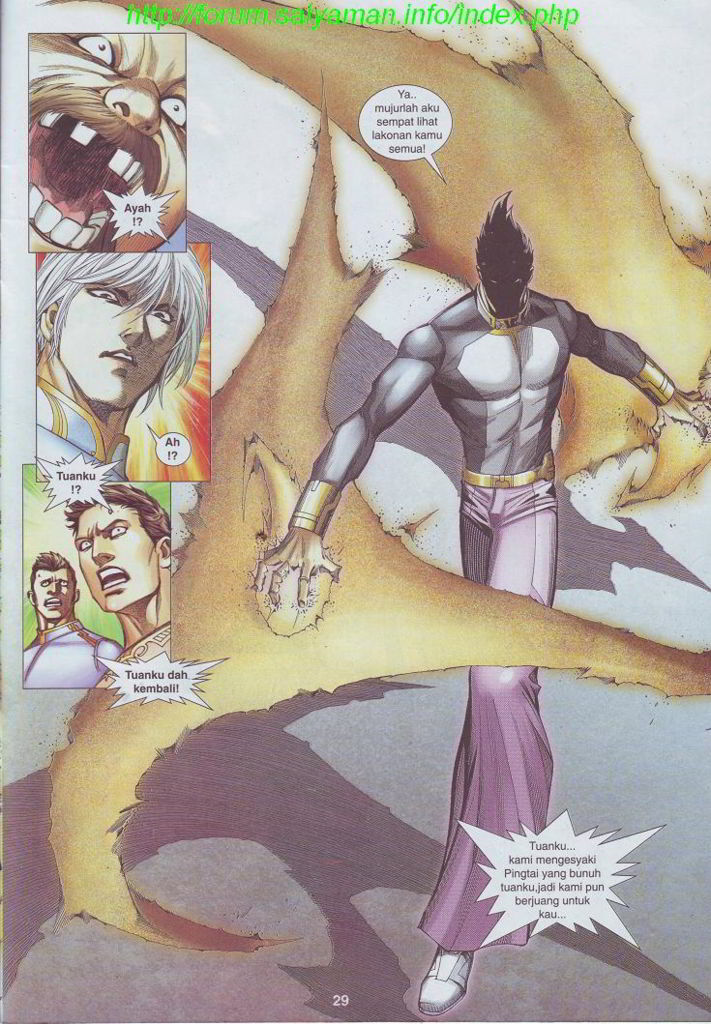 http://forum.saiyaman.info/index.php
Ya..
mujurlah aku
sempat lihat
lakonan kamu
semua!
Ayah
!?
Ah
!?
Tuanku
!?
Tuanku dah
kembali!
Tuanku...
kami mengesyaki
Pingtai yang bunuh
tuanku,jadi kami pun
berjuang untuk
kau...
29